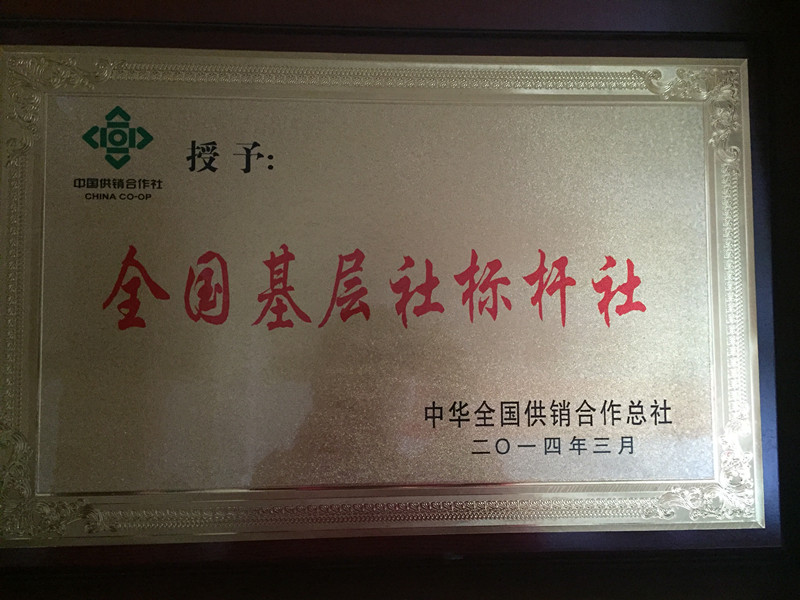 授予:
中国供销合作社
CHINA CO-OP
全国基层社标杆社
中华全国供销合作总社
二〇一四年三月